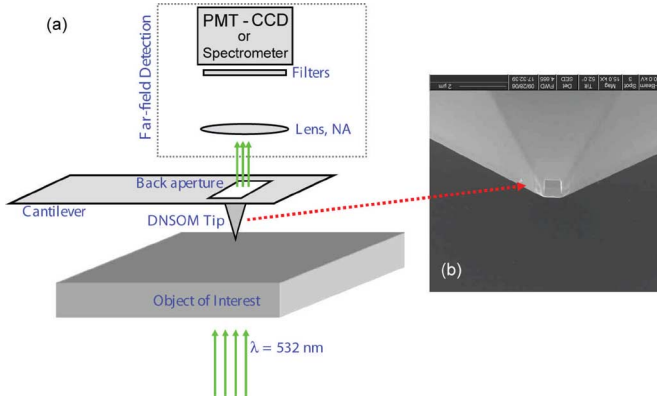 (a)
PMT - CCD
or
Spectrometer
Filters
Far-field Detection
Lens, NA
Back aperture
Cantilever
DNSOM Tip
Object of Interest
λ = 532 nm
(b)
2 μm